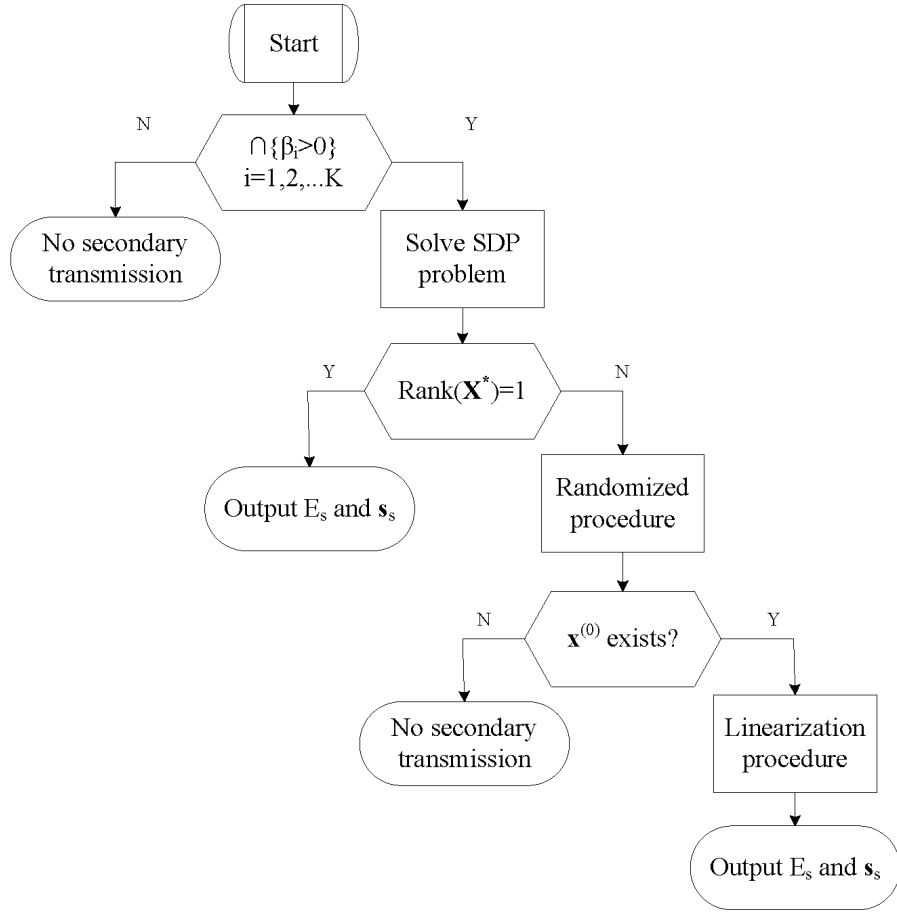 Start
N
Y
∩{βᵢ>0}
i=1,2,...K
No secondary
transmission
Solve SDP
problem
Y
N
Rank(X*)=1
Output Eₛ and sₛ
Randomized
procedure
N
Y
x⁽⁰⁾ exists?
No secondary
transmission
Linearization
procedure
Output Eₛ and sₛ